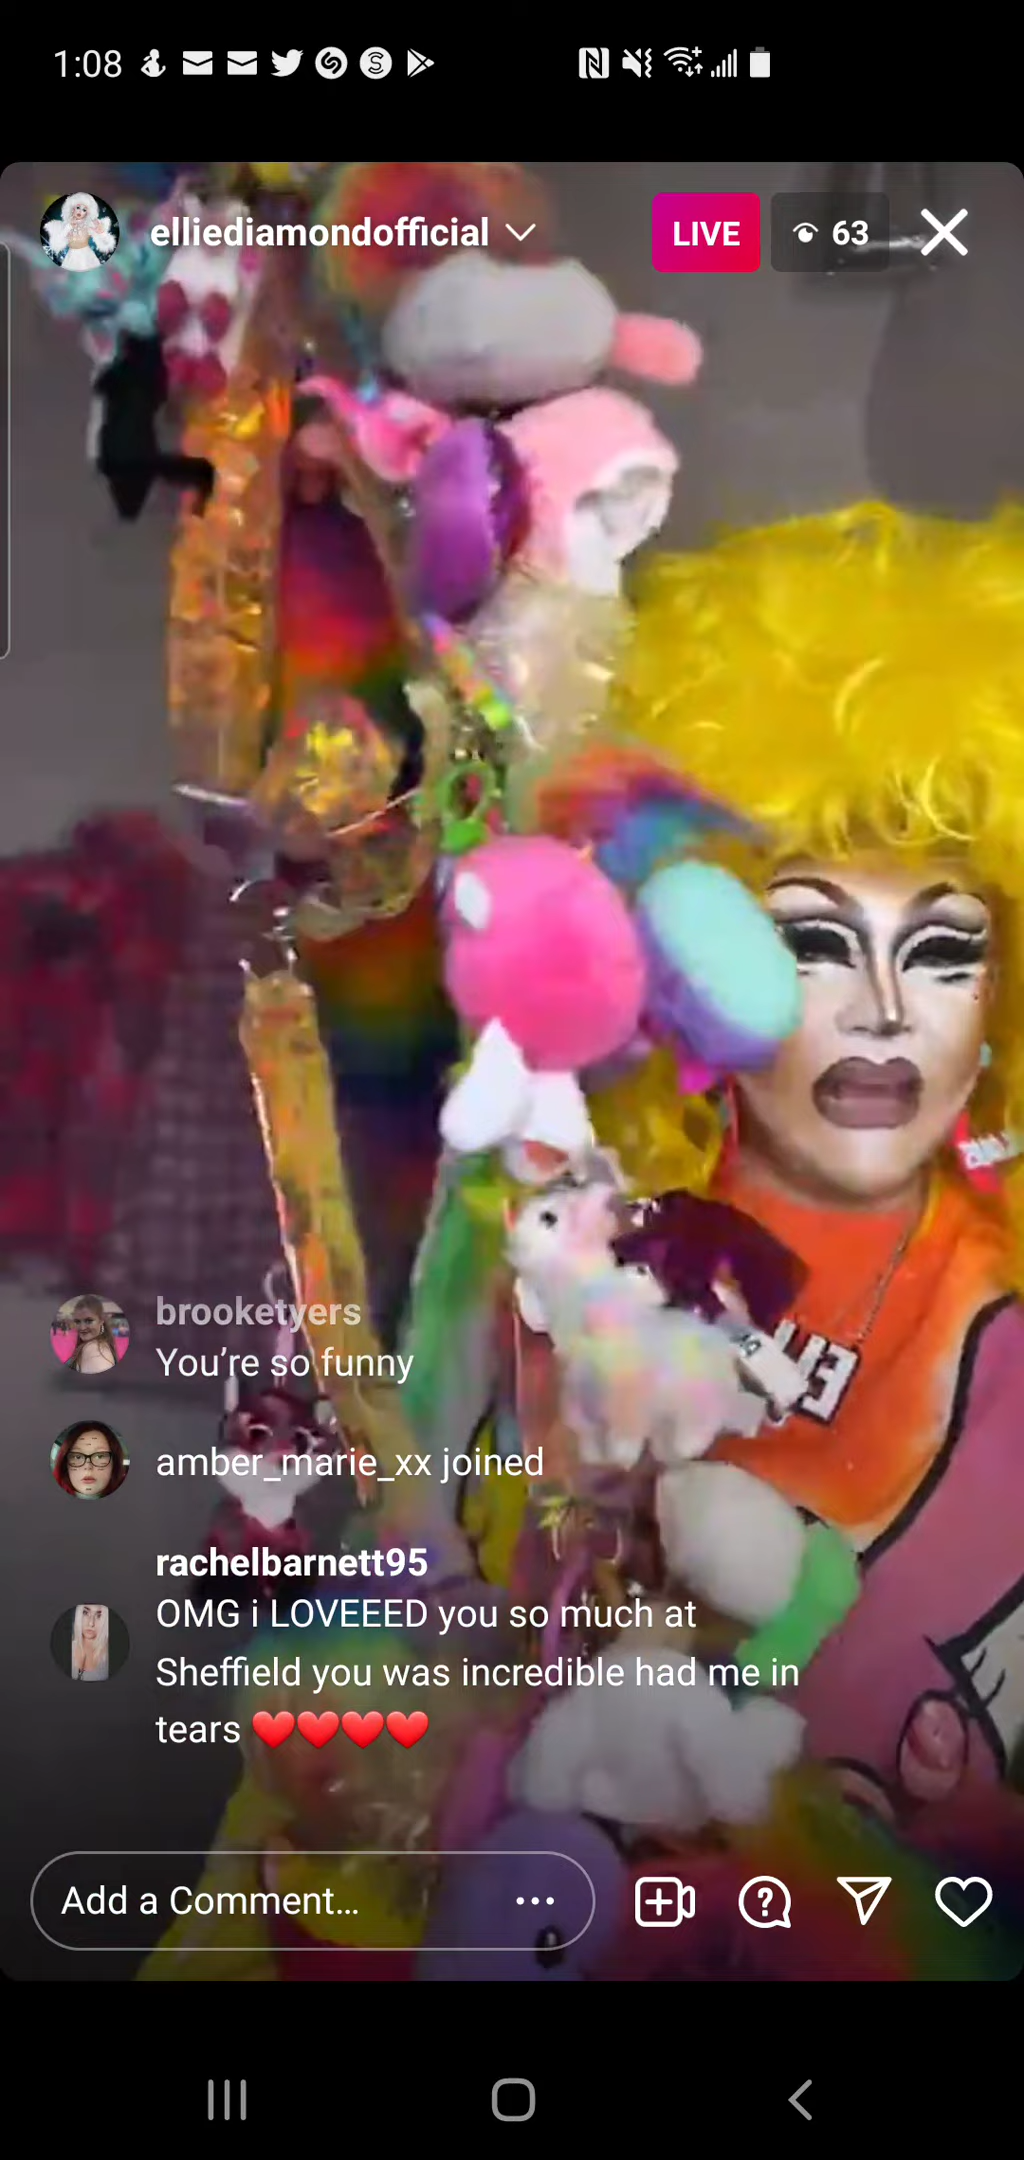 1:08
elliediamondofficial
LIVE
63
brooketyers
You’re so funny
amber_marie_xx joined
rachelbarnett95
OMG i LOVEEED you so much at
Sheffield you was incredible had me in
tears ❤️❤️❤️❤️
Add a Comment...